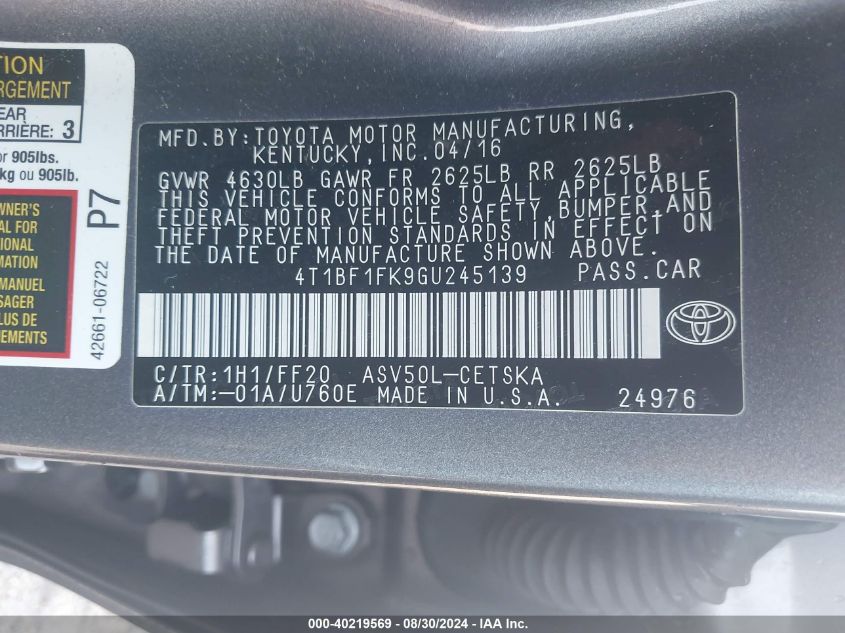 TION
RGEMENT
EAR
RRIÈRE: 3
or 905lbs.
kg ou 905lb.
WNER'S
AL FOR
TIONAL
MATION
MANUEL
SAGER
LUS DE
NEMENTS
P7
42661-06722
MFD.BY:TOYOTA MOTOR MANUFACTURING,
KENTUCKY, INC.04/16
GVWR 4630LB GAWR FR 2625LB RR 2625LB
THIS VEHICLE CONFORMS TO ALL APPLICABLE
FEDERAL MOTOR VEHICLE SAFETY,BUMPER,AND
THEFT PREVENTION STANDARDS IN EFFECT ON
THE DATE OF MANUFACTURE SHOWN ABOVE.
4T1BF1FK9GU245139 PASS.CAR
C/TR:1H1/FF20 ASV50L-CETSKA
A/TM:-01A/U760E MADE IN U.S.A. 24976
000-40219569 - 08/30/2024 - IAA Inc.